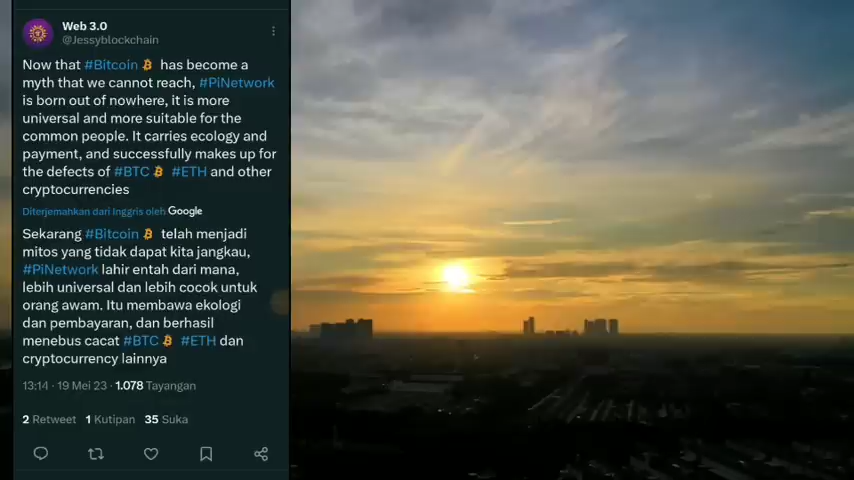 Web 3.0
@Jessyblockchain
Now that #Bitcoin has become a
myth that we cannot reach, #PiNetwork
is born out of nowhere, it is more
universal and more suitable for the
common people. It carries ecology and
payment, and successfully makes up for
the defects of #BTC #ETH and other
cryptocurrencies
Diterjemahkan dari Inggris oleh Google
Sekarang #Bitcoin telah menjadi
mitos yang tidak dapat kita jangkau,
#PiNetwork lahir entah dari mana,
lebih universal dan lebih cocok untuk
orang awam. Itu membawa ekologi
dan pembayaran, dan berhasil
menebus cacat #BTC #ETH dan
cryptocurrency lainnya
13:14 · 19 Mei 23 · 1.078 Tayangan
2 Retweet 1 Kutipan 35 Suka